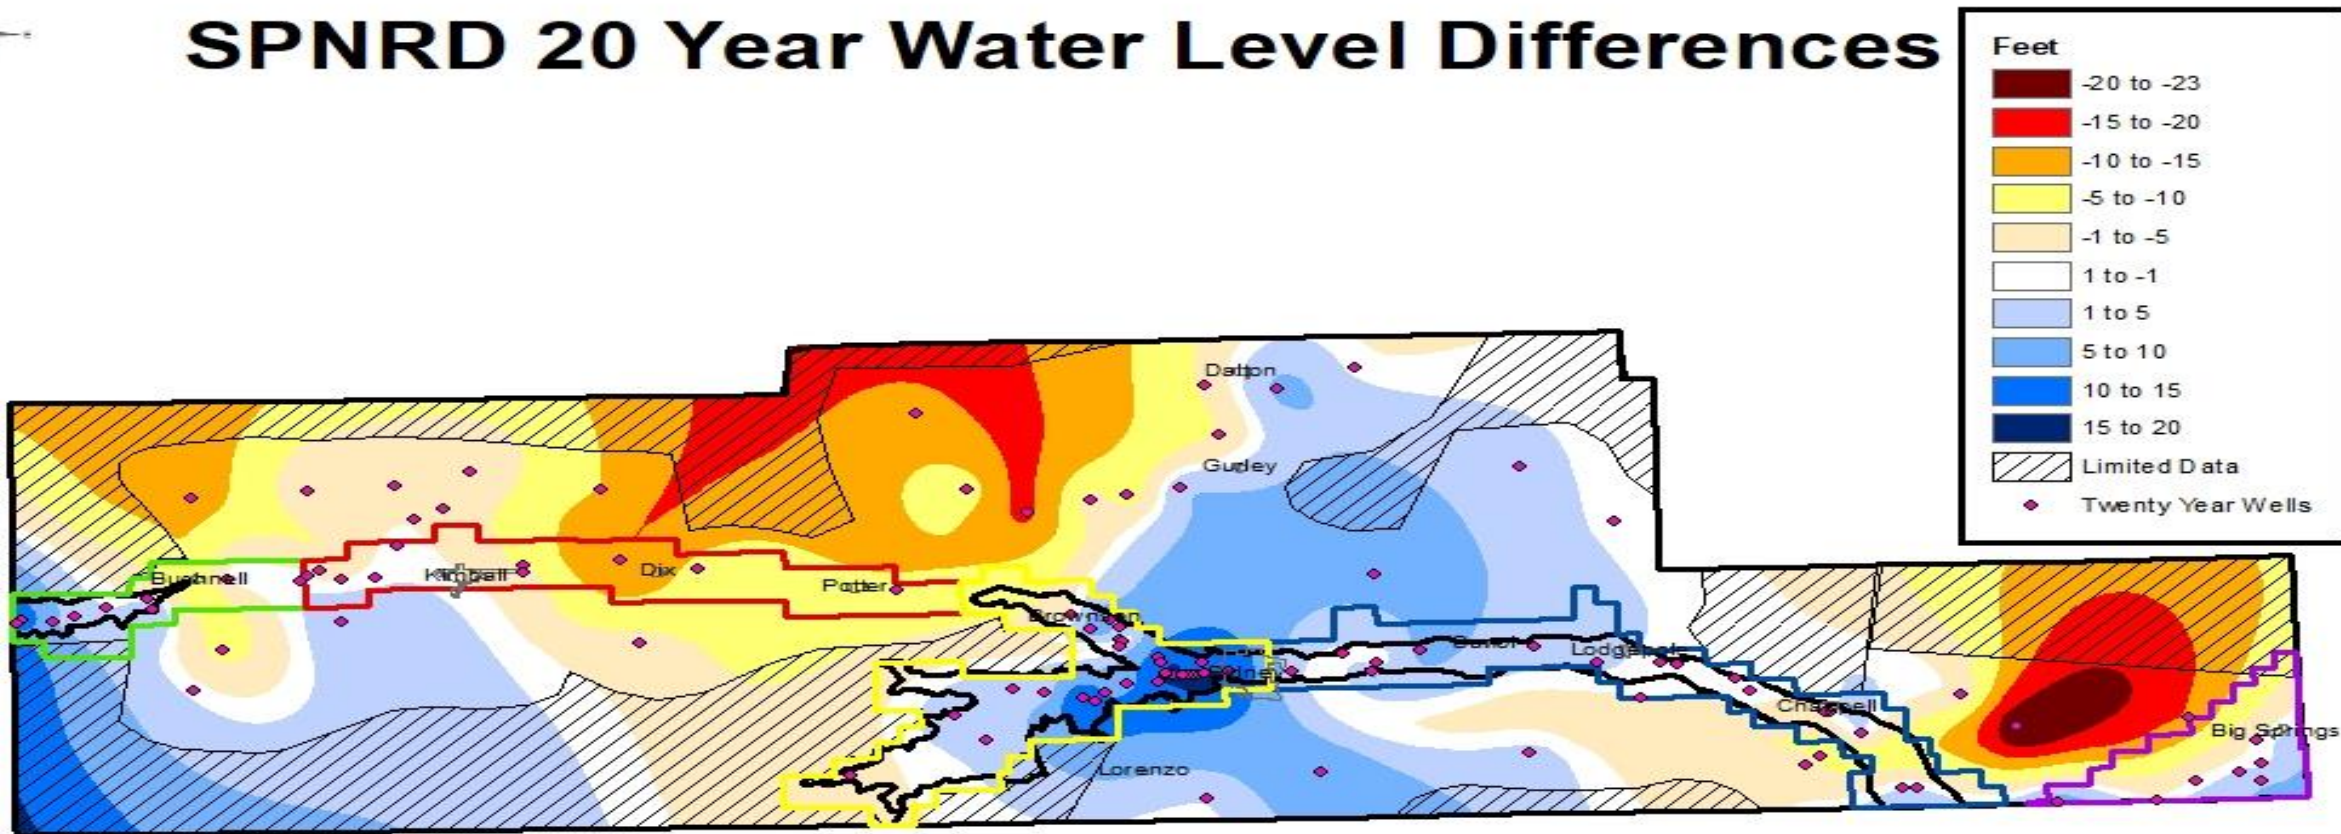 SPNRD 20 Year Water Level Differences
Feet
-20 to -23
-15 to -20
-10 to -15
-5 to -10
-1 to -5
1 to -1
1 to 5
5 to 10
10 to 15
15 to 20
Limited Data
Twenty Year Wells
Dalton
Gurley
Bushnell
Kimball
Dix
Potter
Brownson
Sunol
Lodgepole
Sidney
Chappell
Big Springs
Lorenzo